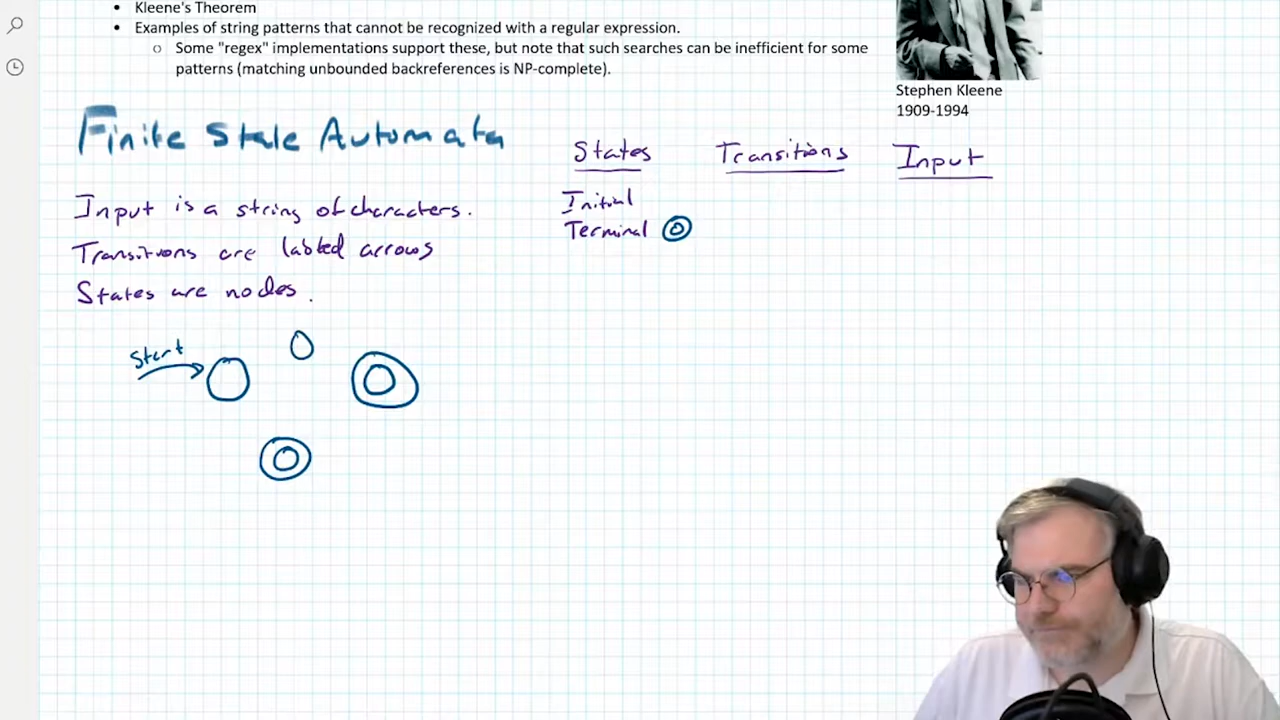 Kleene's Theorem
Examples of string patterns that cannot be recognized with a regular expression.
Some "regex" implementations support these, but note that such searches can be inefficient for some
patterns (matching unbounded backreferences is NP-complete).
Stephen Kleene
1909-1994
Finite State Automata
States Transitions Input
Initial
Terminal
Input is a string of characters.
Transitions are labled arrows
States are nodes.
Start